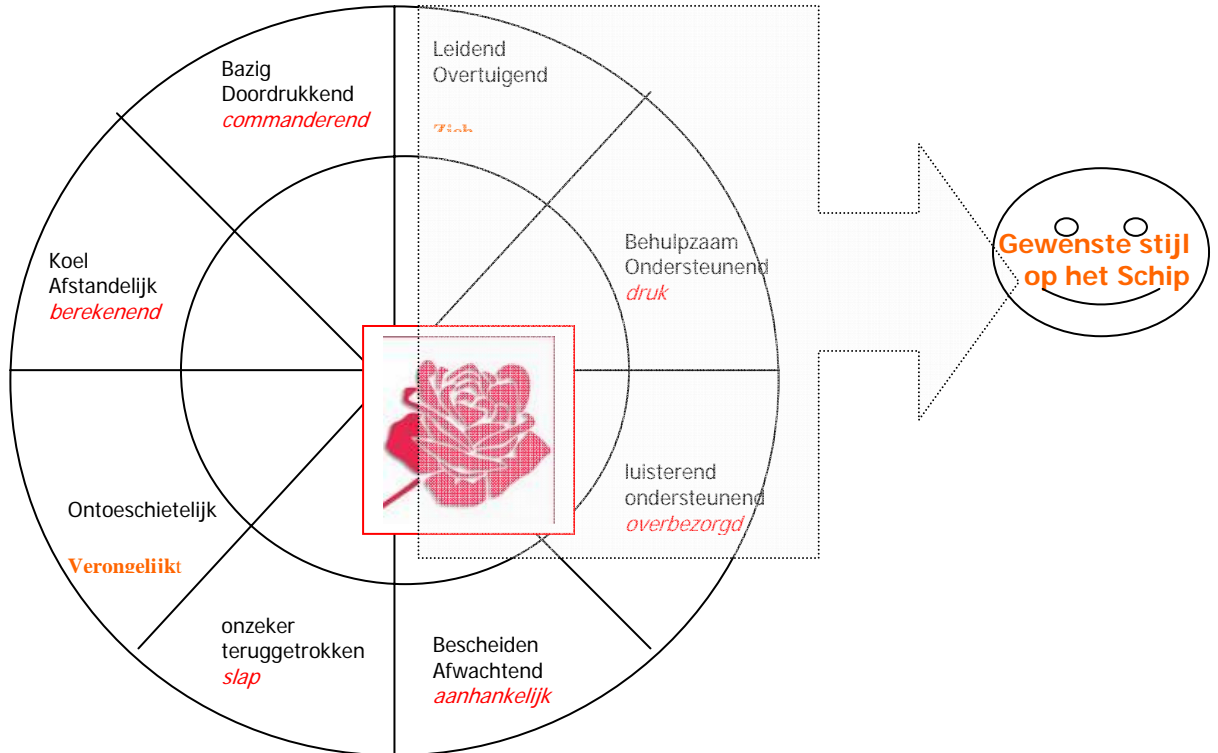 Leidend
Overtuigend
Zich
Behulpzaam
Ondersteunend
druk
luisterend
ondersteunend
overbezorgd
Bescheiden
Afwachtend
aanhankelijk
onzeker
teruggetrokken
slap
Ontoeschietelijk
Verongelijkt
Koel
Afstandelijk
berekenend
Bazig
Doordrukkend
commanderend
Gewenste stijl
op het Schip